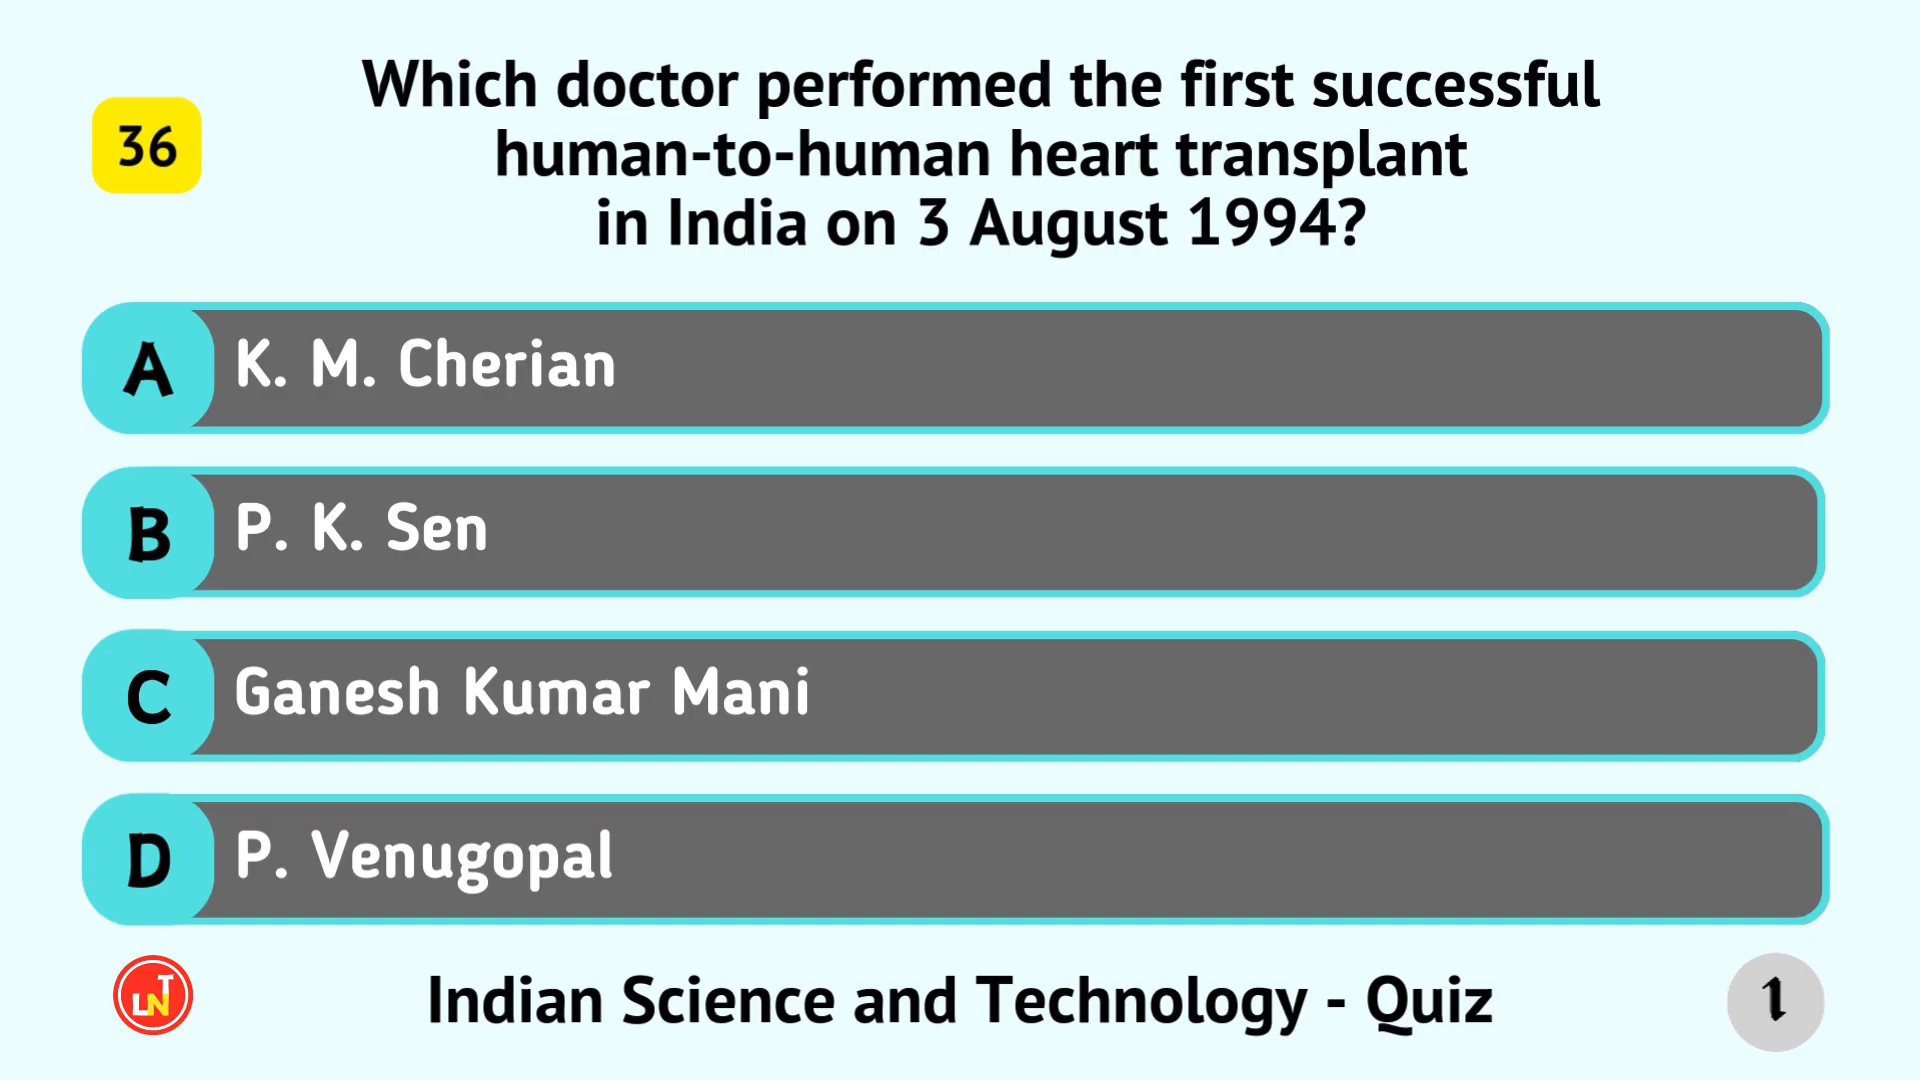 36
Which doctor performed the first successful
human-to-human heart transplant
in India on 3 August 1994?
A K. M. Cherian
B P. K. Sen
C Ganesh Kumar Mani
D P. Venugopal
LNT
Indian Science and Technology - Quiz
1